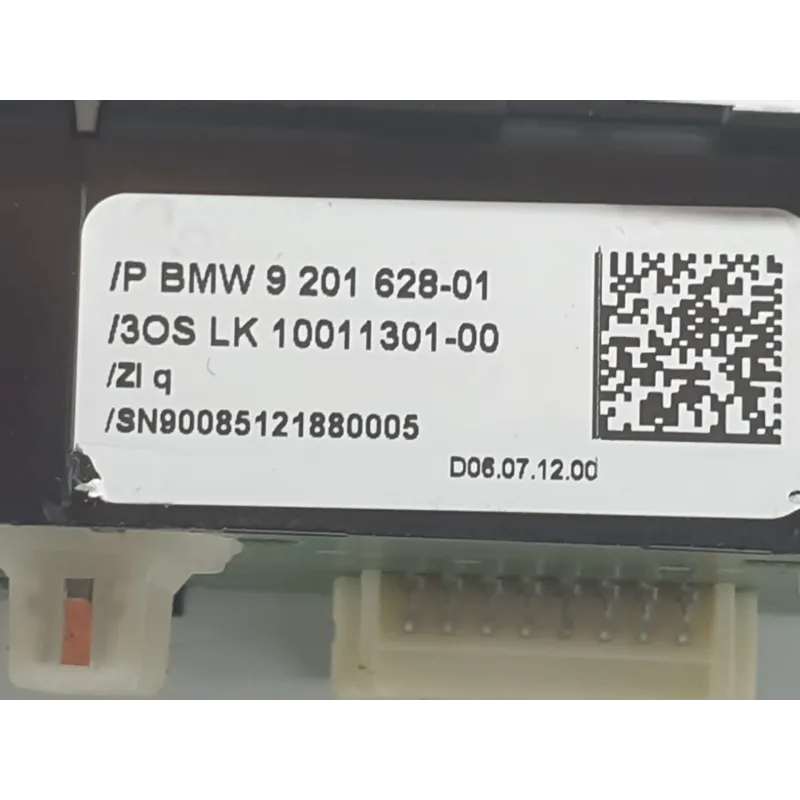 /P BMW 9 201 628-01
/3OS LK 10011301-00
/ZI q
/SN90085121880005
D06.07.12.00